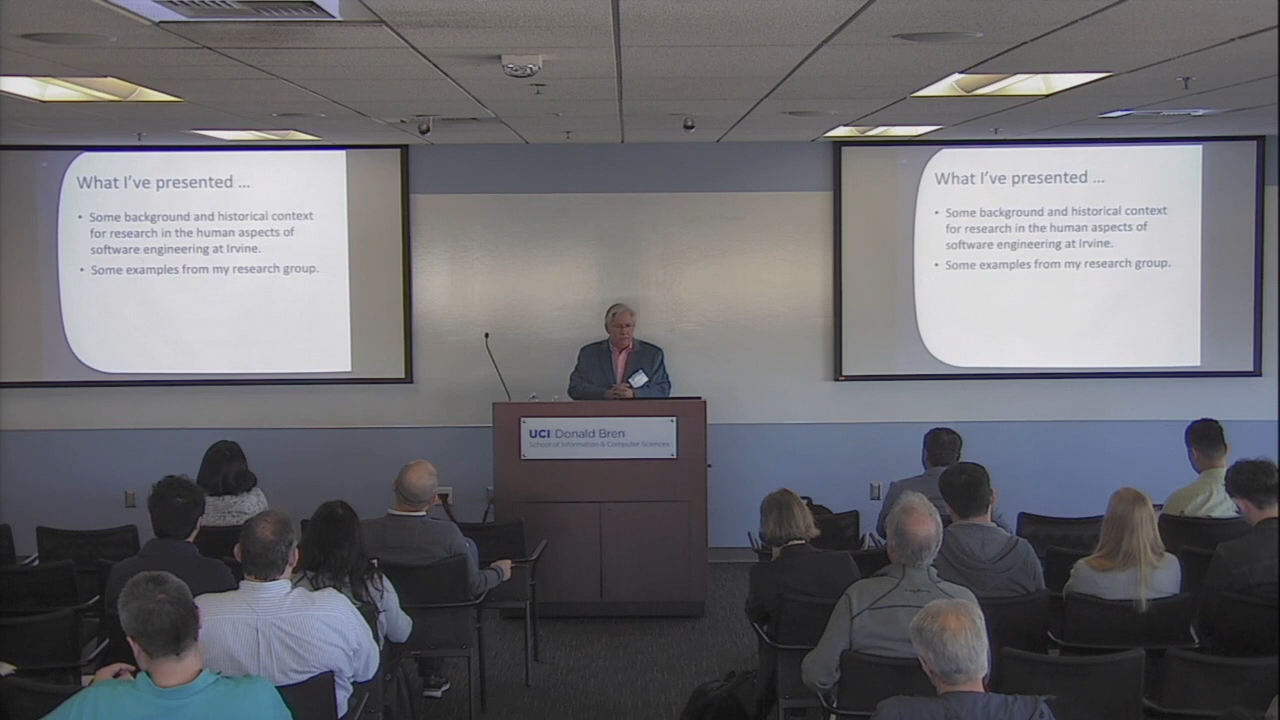 What I've presented ...
• Some background and historical context
for research in the human aspects of
software engineering at Irvine.
• Some examples from my research group.
What I've presented ...
• Some background and historical context
for research in the human aspects of
software engineering at Irvine.
• Some examples from my research group.
UCI Donald Bren
School of Information & Computer Sciences